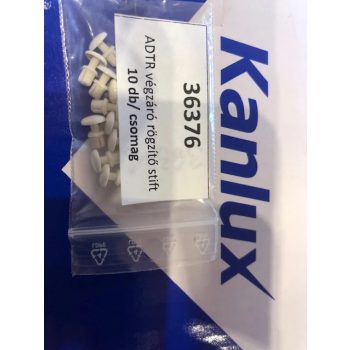 36376
ADTR végzáró rögzítő stift
10 db/ csomag
Kanlux